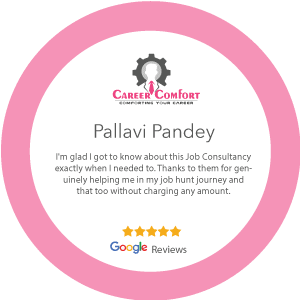 CAREER COMFORT
COMFORTING YOUR CAREER
Pallavi Pandey
I'm glad I got to know about this Job Consultancy
exactly when I needed to. Thanks to them for gen-
uinely helping me in my job hunt journey and
that too without charging any amount.
Google Reviews